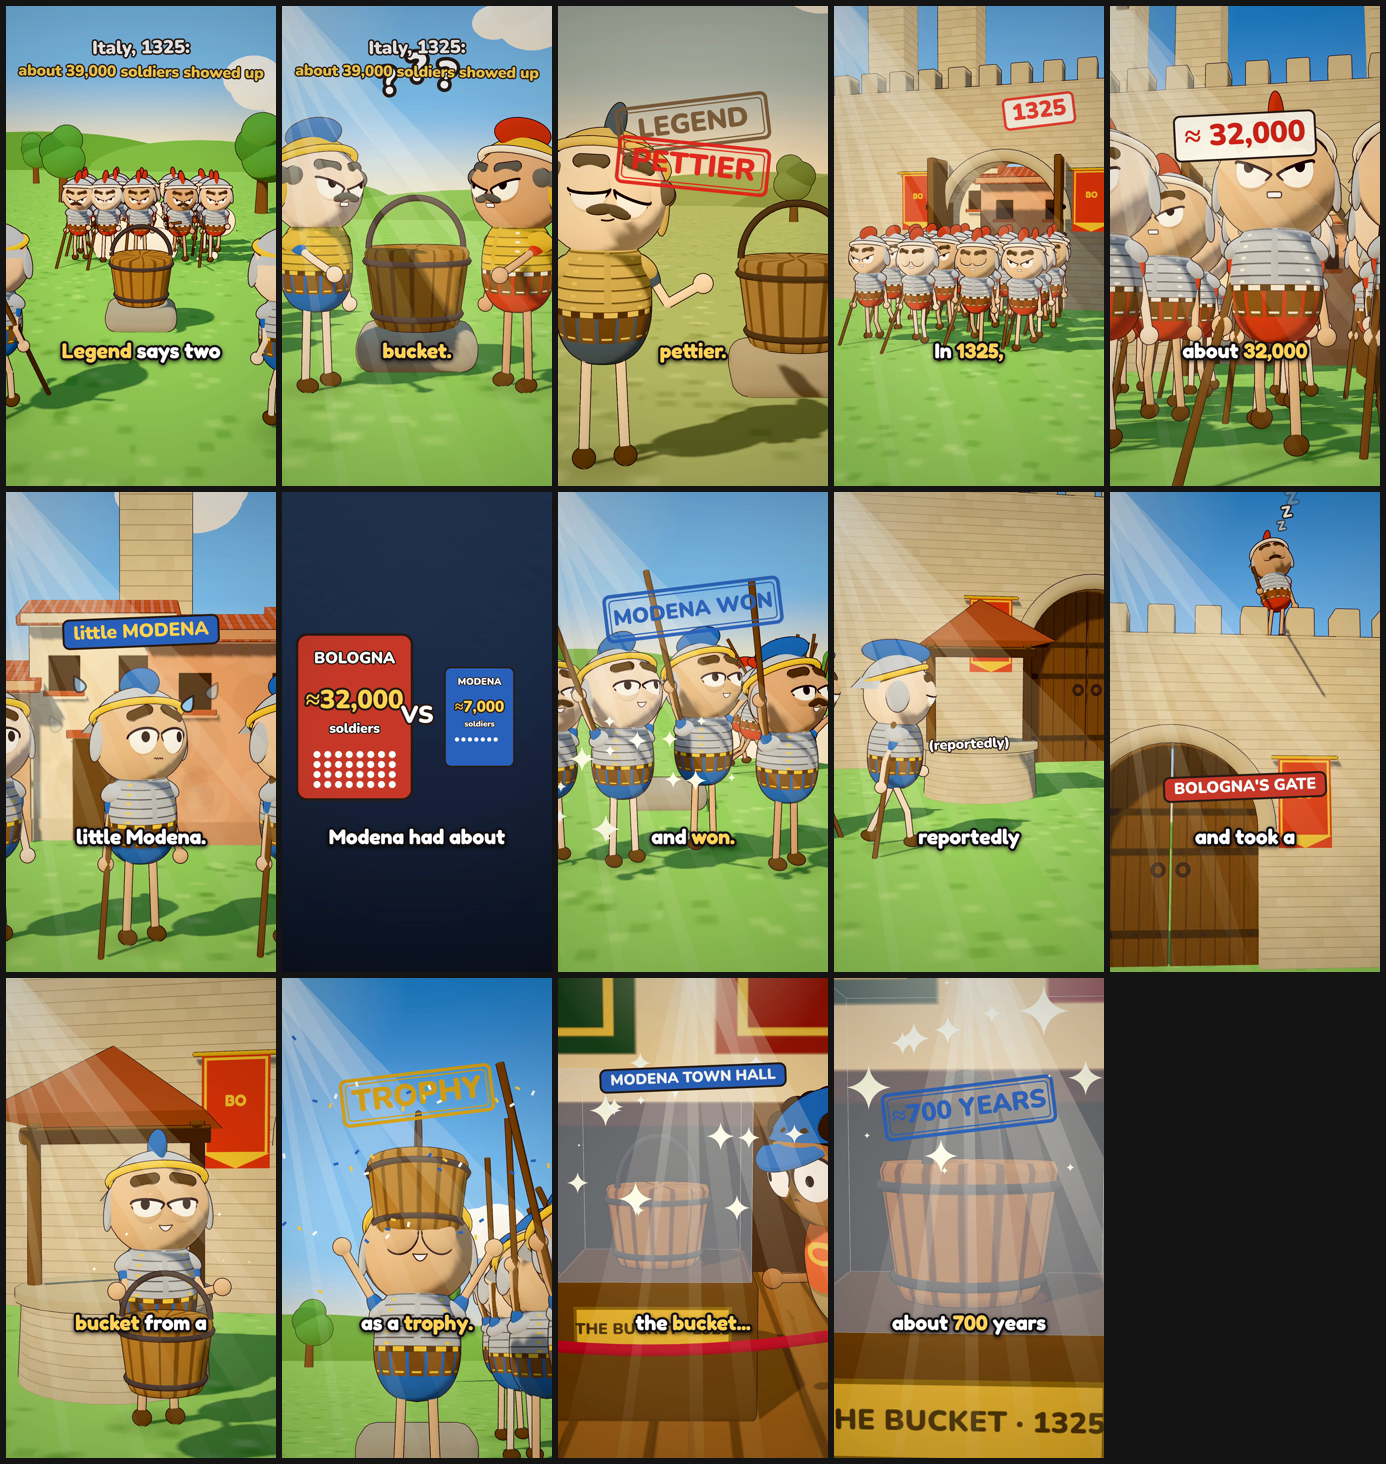 Italy, 1325:
about 39,000 soldiers showed up
Legend says two
Italy, 1325:
about 39,000 soldiers showed up
? ? ?
bucket.
LEGEND
PETTIER
pettier.
1325
BO
BO
In 1325,
≈ 32,000
about 32,000
little MODENA
little Modena.
BOLOGNA
≈32,000
soldiers
VS
MODENA
≈7,000
soldiers
Modena had about
MODENA WON
and won.
(reportedly)
reportedly
z
z
z
BOLOGNA'S GATE
and took a
BO
bucket from a
TROPHY
as a trophy.
MODENA TOWN HALL
THE BU
the bucket...
≈700 YEARS
about 700 years
HE BUCKET · 1325